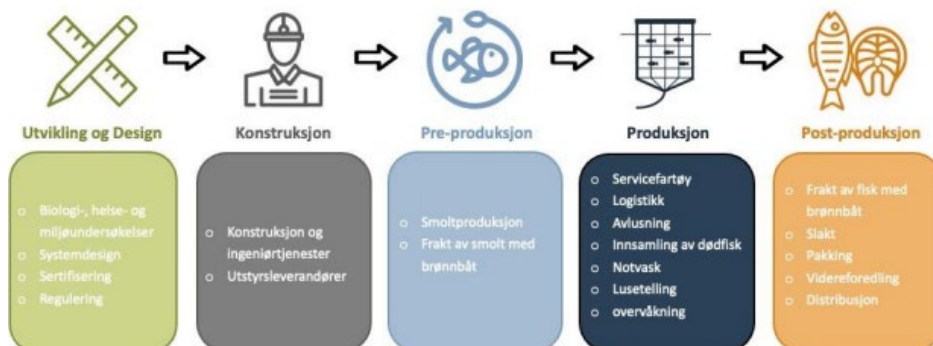 Utvikling og Design
Konstruksjon
Pre-produksjon
Produksjon
Post-produksjon
Biologi-, helse- og
miljøundersøkelser
Systemdesign
Sertifisering
Regulering
Konstruksjon og
ingeniørtjenester
Utstyrsleverandører
Smoltproduksjon
Frakt av smolt med
brønnbåt
Servicefartøy
Logistikk
Avlusning
Innsamling av dødfisk
Notvask
Lusetelling
overvåkning
Frakt av fisk med
brønnbåt
Slakt
Pakking
Videreforedling
Distribusjon